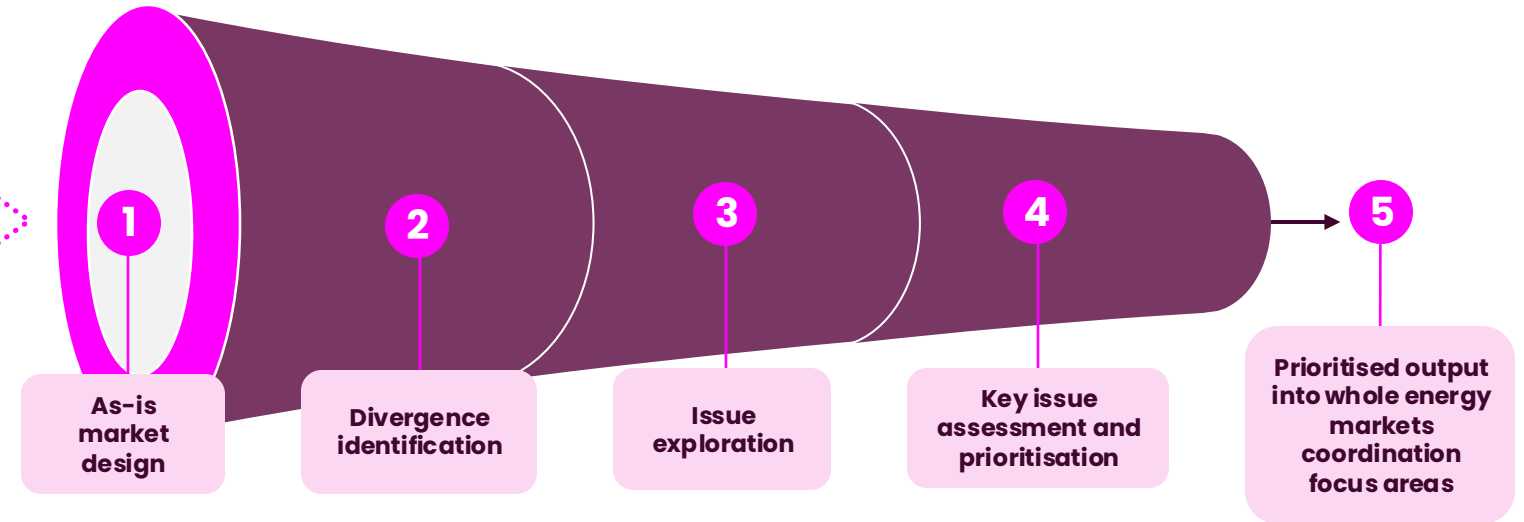 1
2
3
4
5
As-is
market
design
Divergence
identification
Issue
exploration
Key issue
assessment and
prioritisation
Prioritised output
into whole energy
markets
coordination
focus areas